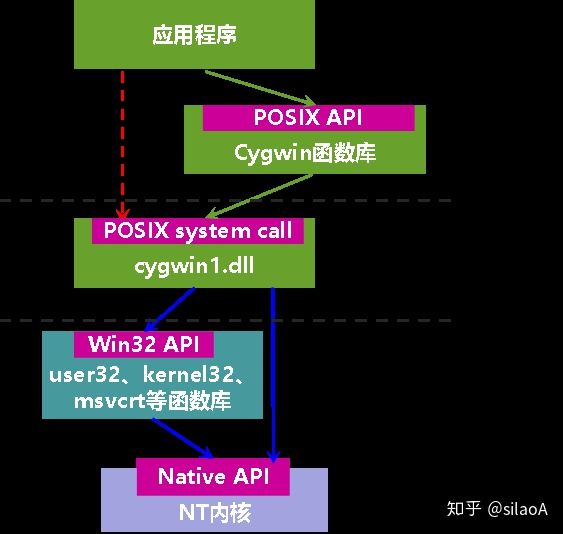 应用程序
POSIX API
Cygwin函数库
POSIX system call
cygwin1.dll
Win32 API
user32、kernel32、
msvcrt等函数库
Native API
NT内核
知乎 @silaoA